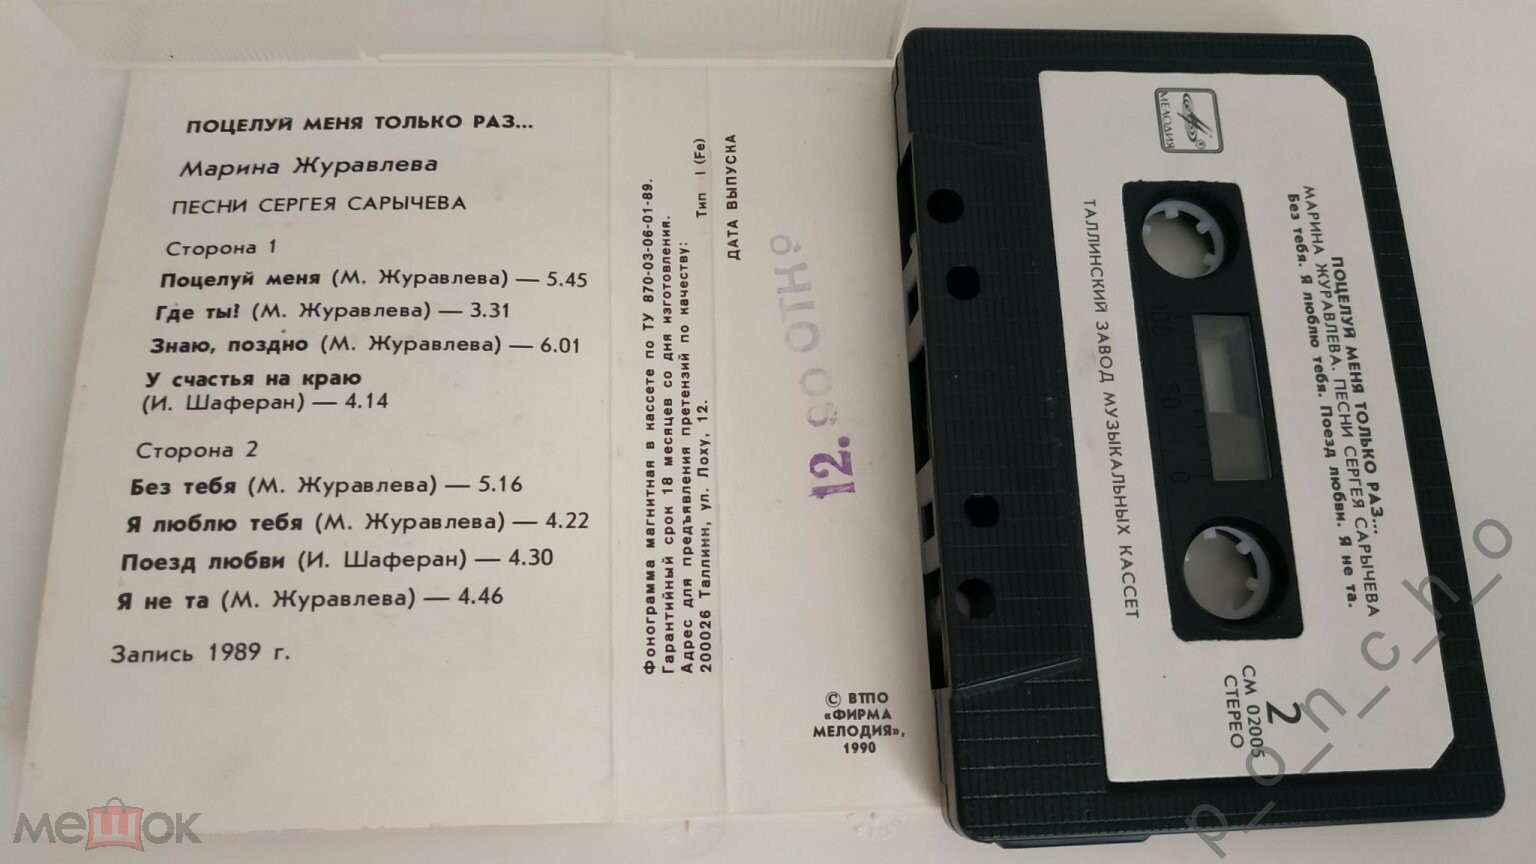 ПОЦЕЛУЙ МЕНЯ ТОЛЬКО РАЗ...
Марина Журавлева
ПЕСНИ СЕРГЕЯ САРЫЧЕВА
Сторона 1
Поцелуй меня (М. Журавлева) — 5.45
Где ты? (М. Журавлева) — 3.31
Знаю, поздно (М. Журавлева) — 6.01
У счастья на краю
(И. Шаферан) — 4.14
Сторона 2
Без тебя (М. Журавлева) — 5.16
Я люблю тебя (М. Журавлева) — 4.22
Поезд любви (И. Шаферан) — 4.30
Я не та (М. Журавлева) — 4.46
Запись 1989 г.
Фонограмма магнитная в кассете по ТУ 870-03-06-01-89.
Гарантийный срок 18 месяцев со дня изготовления.
Адрес для предъявления претензий по качеству:
200026 Таллинн, ул. Лоху, 12.
Тип I (Fe)
ДАТА ВЫПУСКА
12. 90
© ВТПО
«ФИРМА
МЕЛОДИЯ»,
1990
МЕЛОДИЯ
ПОЦЕЛУЙ МЕНЯ ТОЛЬКО РАЗ...
МАРИНА ЖУРАВЛЕВА. ПЕСНИ СЕРГЕЯ САРЫЧЕВА
Без тебя. Я люблю тебя. Поезд любви. Я не та.
100 50 0
ТАЛЛИНСКИЙ ЗАВОД МУЗЫКАЛЬНЫХ КАССЕТ
2
СМ 02005
СТЕРЕО
мешок
p_o_n_c_h_o